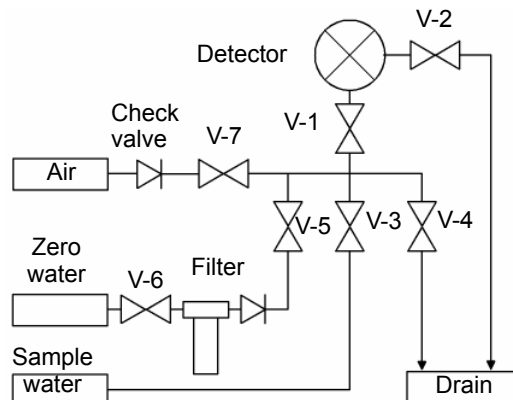 V-2
Detector
Check
valve
V-7
V-1
Air
V-5
V-3
V-4
Zero
water
V-6
Filter
Sample
water
Drain